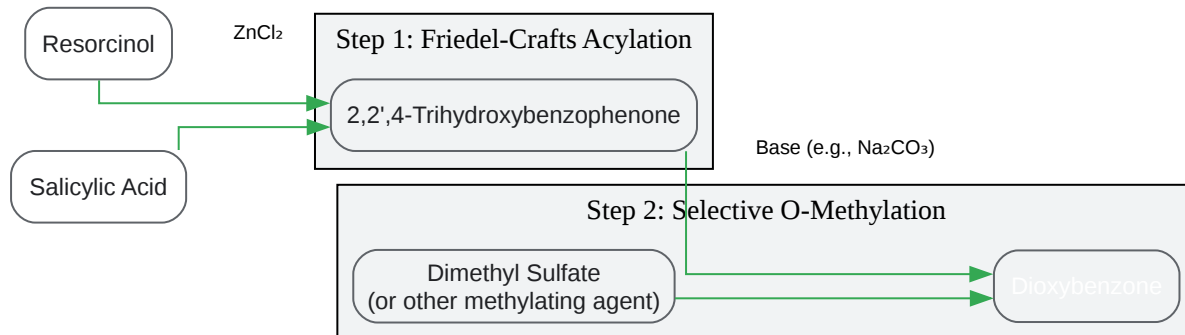 Resorcinol
ZnCl₂
Step 1: Friedel-Crafts Acylation
2,2',4-Trihydroxybenzophenone
Salicylic Acid
Base (e.g., Na₂CO₃)
Step 2: Selective O-Methylation
Dimethyl Sulfate
(or other methylating agent)
Dioxybenzone